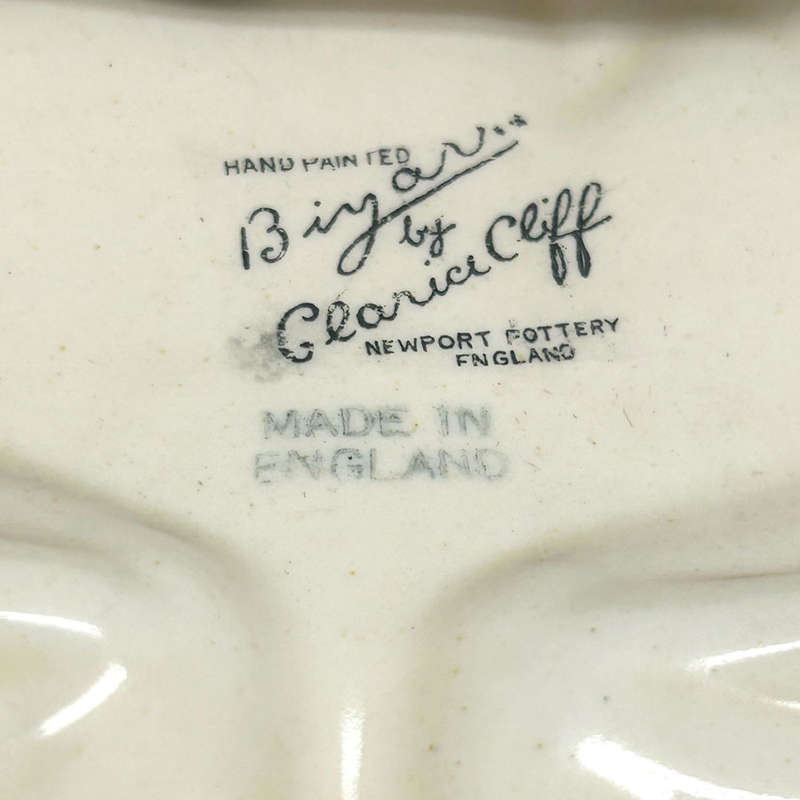 HAND PAINTED
Bizarre
by
Clarice Cliff
NEWPORT POTTERY
ENGLAND
MADE IN
ENGLAND